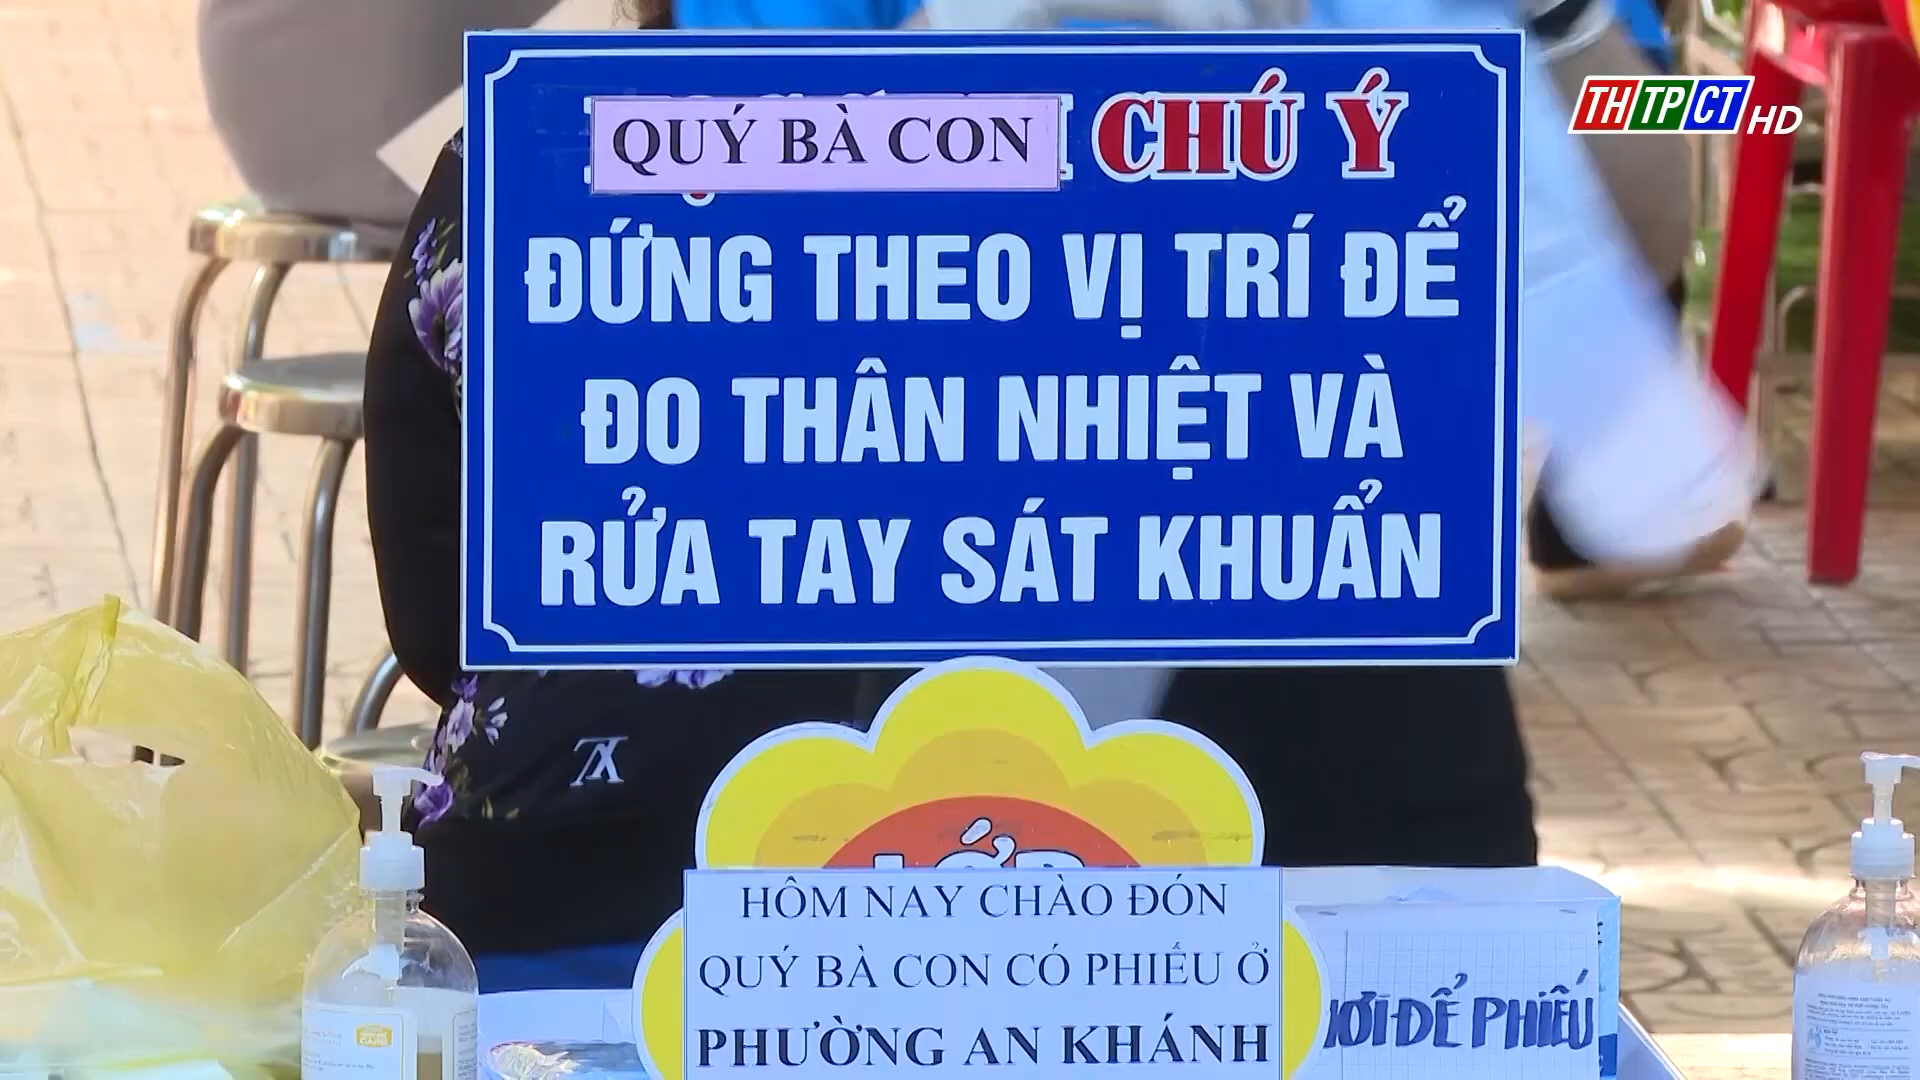 THTPCT HD
QUÝ BÀ CON CHÚ Ý
ĐỨNG THEO VỊ TRÍ ĐỂ
ĐO THÂN NHIỆT VÀ
RỬA TAY SÁT KHUẨN
HÔM NAY CHÀO ĐÓN
QUÝ BÀ CON CÓ PHIẾU Ở
PHƯỜNG AN KHÁNH
ĐỂ PHIẾU